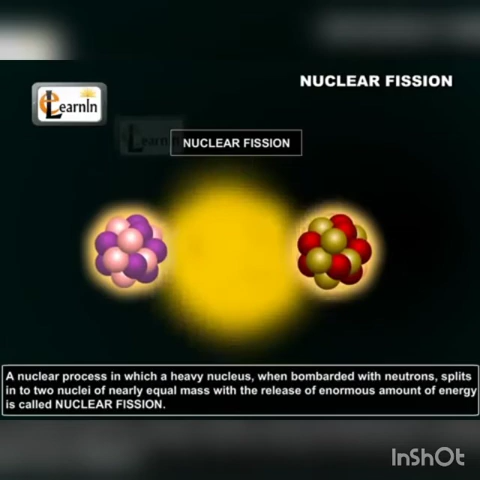 NUCLEAR FISSION
eLearnIn
NUCLEAR FISSION
A nuclear process in which a heavy nucleus, when bombarded with neutrons, splits
in to two nuclei of nearly equal mass with the release of enormous amount of energy
is called NUCLEAR FISSION.
InShOt